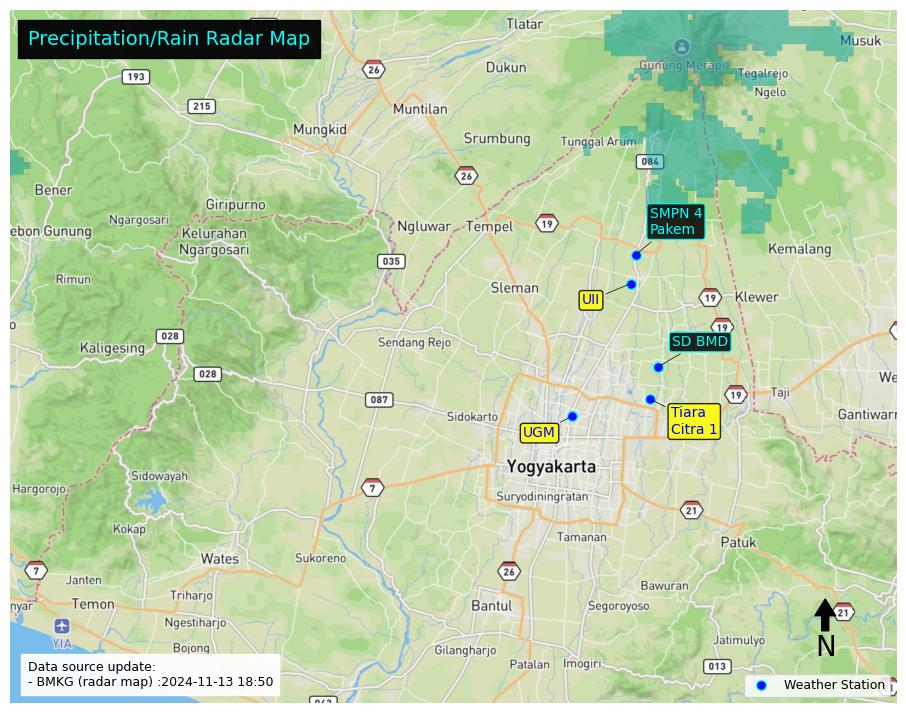 Precipitation/Rain Radar Map
Tlatar
Musuk
26
Dukun
Gunung Merapi
Tegalrejo
193
Ngelo
215
Muntilan
Mungkid
Srumbung
Tunggal Arum
084
26
Bener
Giripurno
SMPN 4
Pakem
Ngargosari
19
ebon Gunung
Kelurahan
Ngargosari
Ngluwar
Tempel
Kemalang
035
Rimun
Sleman
UII
19
Klewer
19
028
Sendang Rejo
SD BMD
Kaligesing
028
We
087
19
Taji
Sidokarto
Tiara
Citra 1
Gantiwarn
UGM
Yogyakarta
Sidowayah
Hargorojo
7
Suryodiningratan
21
Kokap
Tamanan
Patuk
Wates
Sukoreno
7
26
Janten
Bawuran
Triharjo
nyar
Temon
Bantul
Segoroyoso
21
Ngestiharjo
YIA
Jatimulyo
N
Bojong
Gilangharjo
Data source update:
- BMKG (radar map) :2024-11-13 18:50
Patalan
Imogiri
013
Weather Station